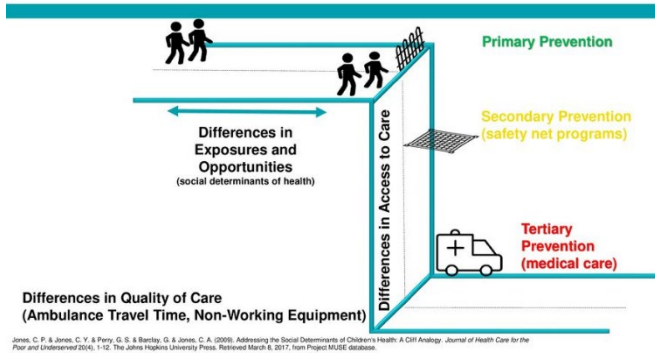 Primary Prevention
Secondary Prevention
(safety net programs)
Differences in
Exposures and
Opportunities
(social determinants of health)
Differences in Access to Care
Tertiary
Prevention
(medical care)
Differences in Quality of Care
(Ambulance Travel Time, Non-Working Equipment)
Jones, C. P. & Jones, C. Y. & Perry, G. S. & Barclay, G. & Jones, C. A. (2009). Addressing the Social Determinants of Children's Health: A Cliff Analogy. Journal of Health Care for the
Poor and Underserved 20(4), 1-12. The Johns Hopkins University Press. Retrieved March 8, 2017, from Project MUSE database.